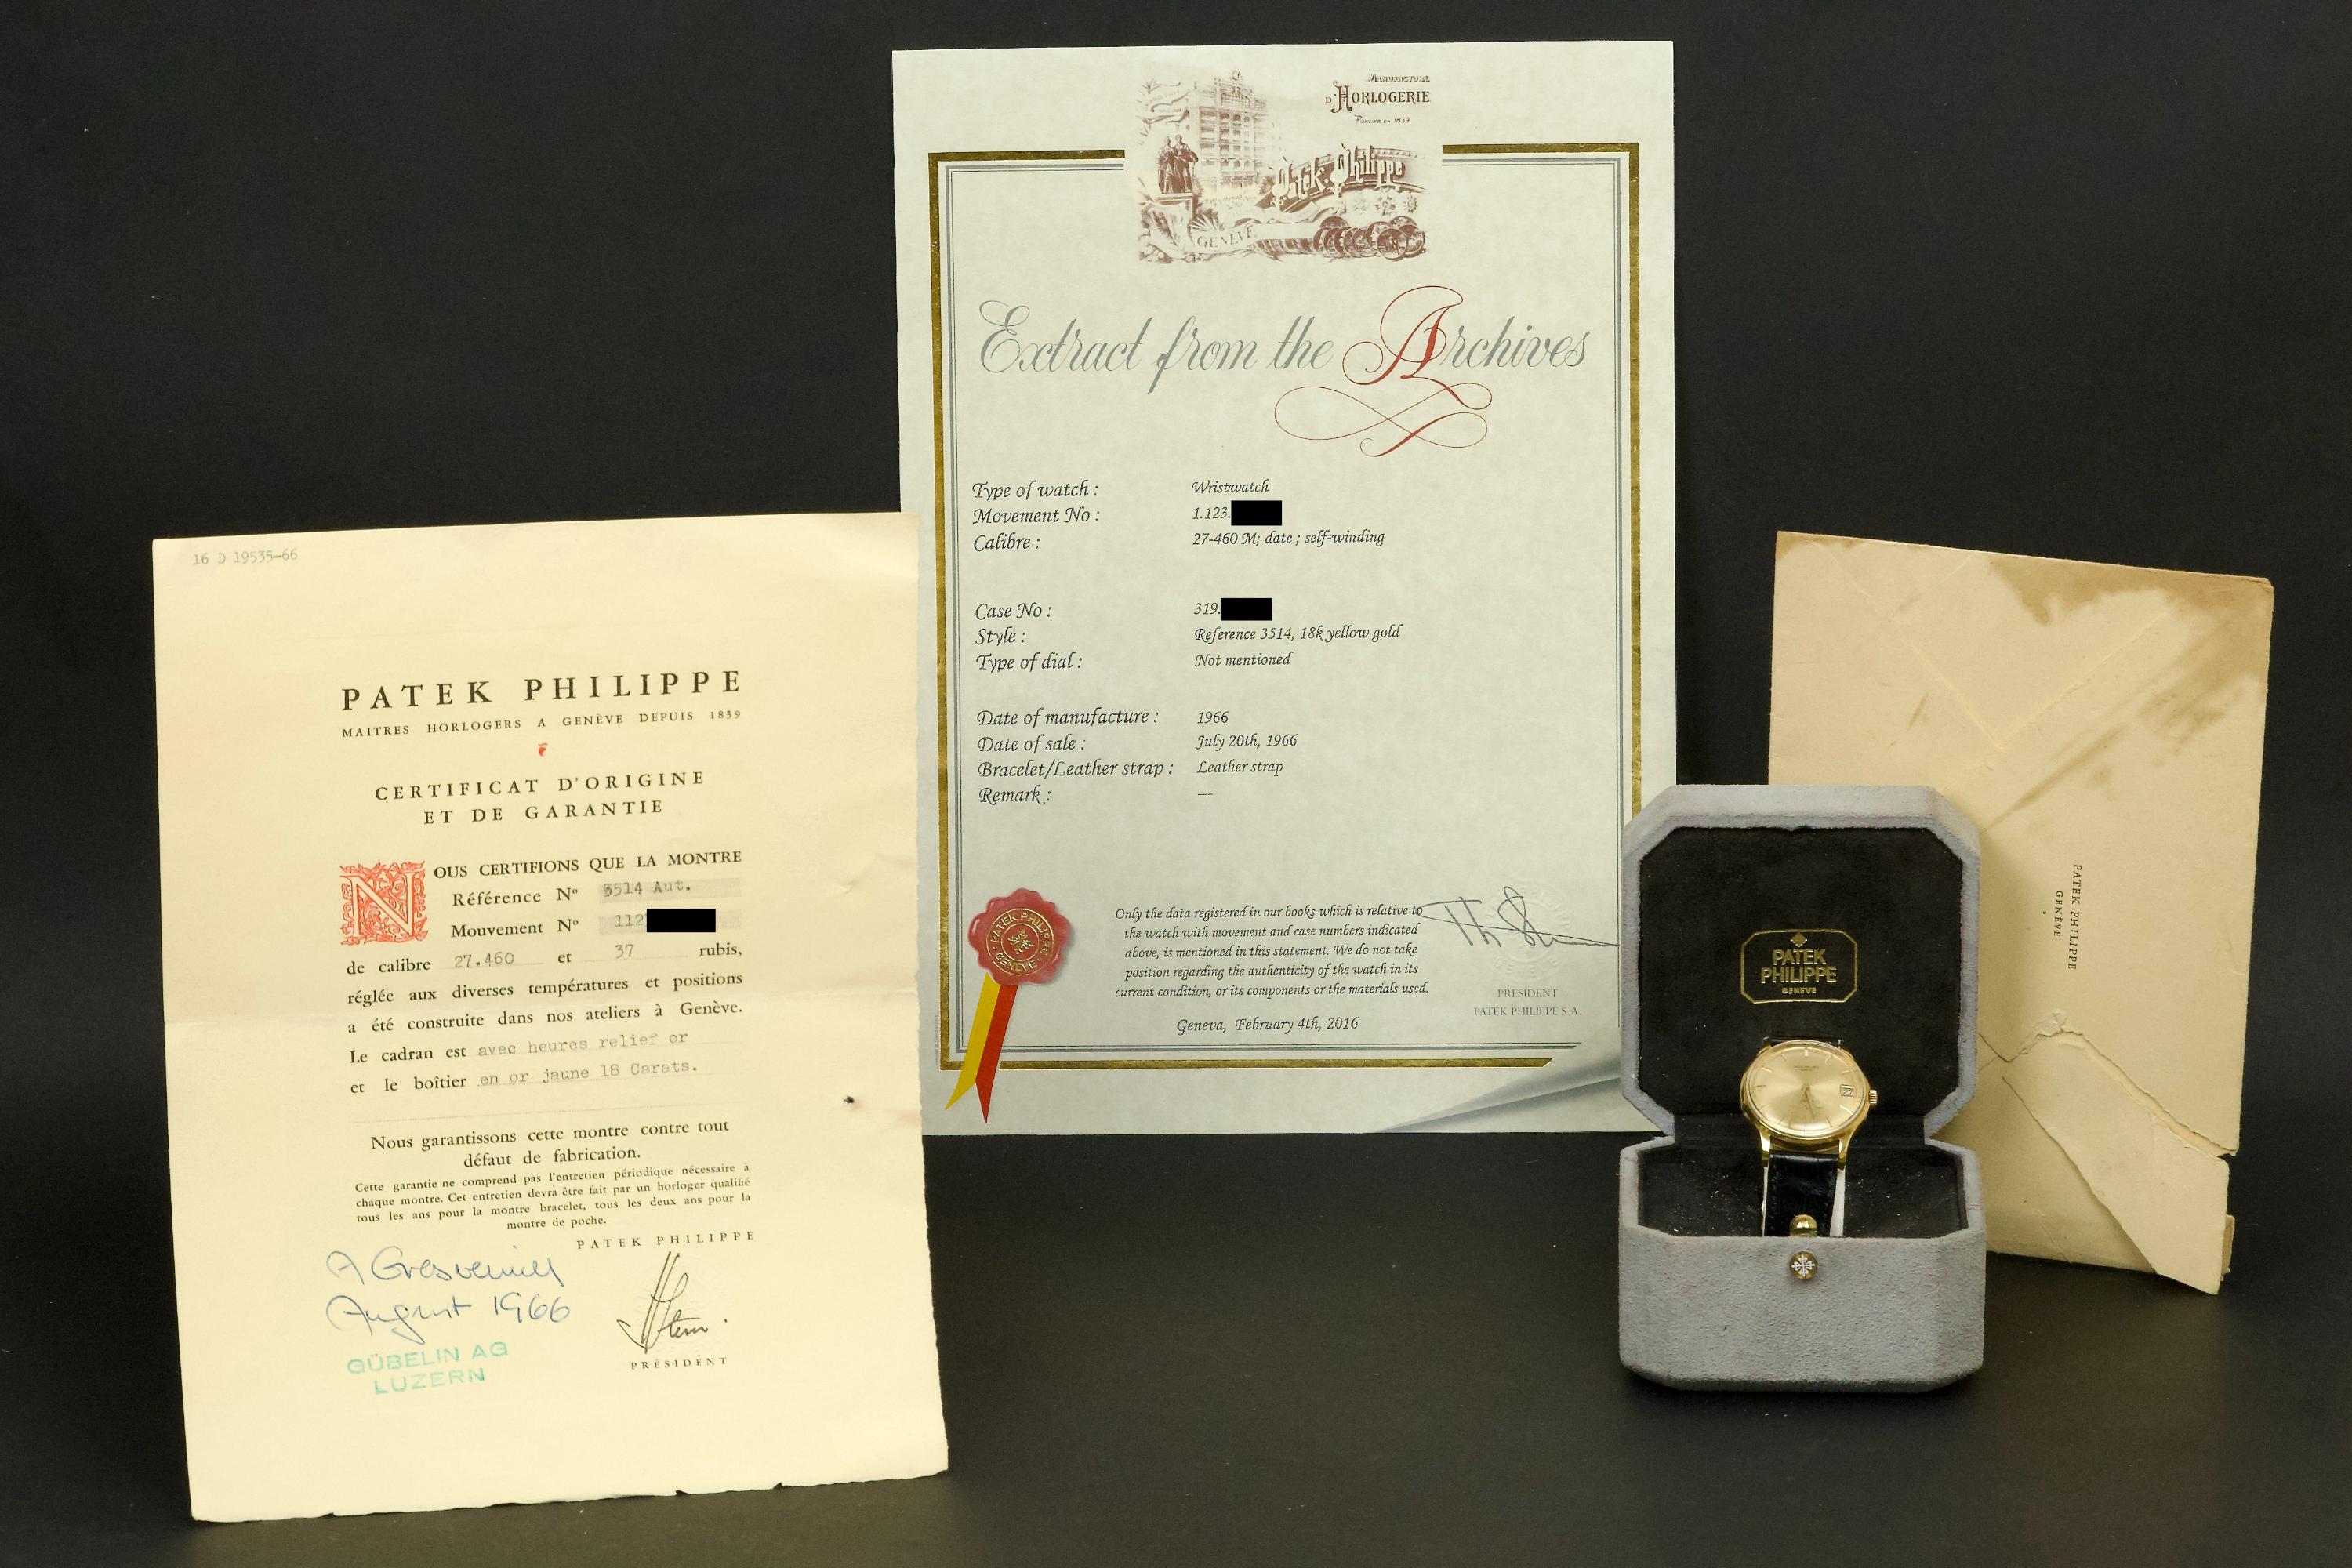 16 D 19535-66
PATEK PHILIPPE
MAITRES HORLOGERS A GENÈVE DEPUIS 1839
CERTIFICAT D'ORIGINE
ET DE GARANTIE
NOUS CERTIFIONS QUE LA MONTRE
Référence Nº 3514 Aut.
Mouvement Nº 112
de calibre 27.460 et 37 rubis,
réglée aux diverses températures et positions
a été construite dans nos ateliers à Genève.
Le cadran est avec heures relief or
et le boîtier en or jaune 18 Carats.
Nous garantissons cette montre contre tout
défaut de fabrication.
Cette garantie ne comprend pas l'entretien périodique nécessaire à
chaque montre. Cet entretien devra être fait par un horloger qualifié
tous les ans pour la montre bracelet, tous les deux ans pour la
montre de poche.
PATEK PHILIPPE
August 1966
GÜBELIN AG
LUZERN
PRÉSIDENT
MANUFACTURE
D'HORLOGERIE
FONDÉE EN 1839
Patek Philippe
GENÈVE
Extract from the Archives
Type of watch : Wristwatch
Movement No : 1.123.
Calibre : 27-460 M; date ; self-winding
Case No : 319.
Style : Reference 3514, 18k yellow gold
Type of dial : Not mentioned
Date of manufacture : 1966
Date of sale : July 20th, 1966
Bracelet/Leather strap : Leather strap
Remark : —
PATEK PHILIPPE
GENÈVE
Only the data registered in our books which is relative to
the watch with movement and case numbers indicated
above, is mentioned in this statement. We do not take
position regarding the authenticity of the watch in its
current condition, or its components or the materials used.
Geneva, February 4th, 2016
PRESIDENT
PATEK PHILIPPE S.A.
PATEK
PHILIPPE
GENEVE
PATEK PHILIPPE
GENÈVE